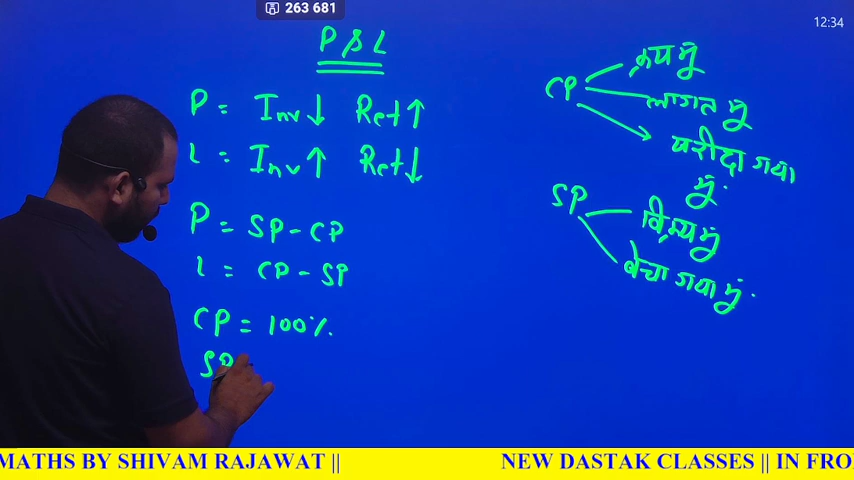 263 681
12:34
P & L
P = Inv↓ Ret↑
L = Inv↑ Ret↓
P = SP - CP
L = CP - SP
CP = 100%
SP
CP
क्रय मू
लागत मू
खरीदा गया मू.
SP
विक्रय मू
बेचा गया मू.
MATHS BY SHIVAM RAJAWAT || NEW DASTAK CLASSES || IN FRO